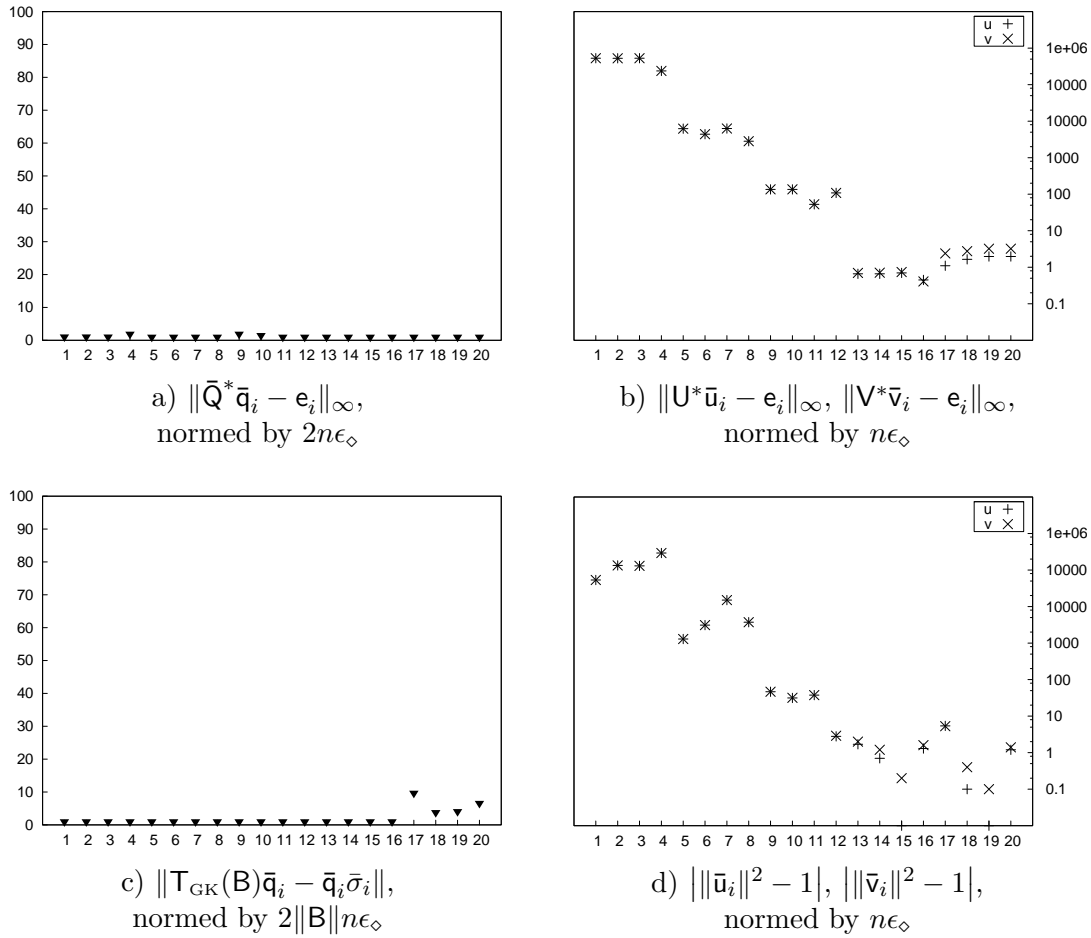 100
90
80
70
60
50
40
30
20
10
0
1 2 3 4 5 6 7 8 9 10 11 12 13 14 15 16 17 18 19 20
a) ‖Q̄*q̄ᵢ − eᵢ‖∞,
normed by 2nϵ⋄
u +
v ×
1e+06
10000
1000
100
10
1
0.1
1 2 3 4 5 6 7 8 9 10 11 12 13 14 15 16 17 18 19 20
b) ‖U*ūᵢ − eᵢ‖∞, ‖V*v̄ᵢ − eᵢ‖∞,
normed by nϵ⋄
100
90
80
70
60
50
40
30
20
10
0
1 2 3 4 5 6 7 8 9 10 11 12 13 14 15 16 17 18 19 20
c) ‖T_GK(B)q̄ᵢ − q̄ᵢσ̄ᵢ‖,
normed by 2‖B‖nϵ⋄
u +
v ×
1e+06
10000
1000
100
10
1
0.1
1 2 3 4 5 6 7 8 9 10 11 12 13 14 15 16 17 18 19 20
d) |‖ūᵢ‖² − 1|, |‖v̄ᵢ‖² − 1|,
normed by nϵ⋄